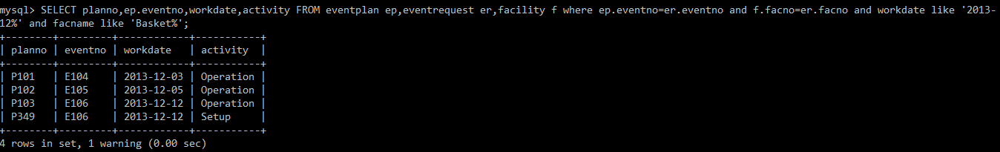 mysql> SELECT planno,ep.eventno,workdate,activity FROM eventplan ep,eventrequest er,facility f where ep.eventno=er.eventno and f.facno=er.facno and workdate like '2013-
12%' and facname like 'Basket%';
+--------+---------+------------+-----------+
| planno | eventno | workdate   | activity  |
+--------+---------+------------+-----------+
| P101   | E104    | 2013-12-03 | Operation |
| P102   | E105    | 2013-12-05 | Operation |
| P103   | E106    | 2013-12-12 | Operation |
| P349   | E106    | 2013-12-12 | Setup     |
+--------+---------+------------+-----------+
4 rows in set, 1 warning (0.00 sec)